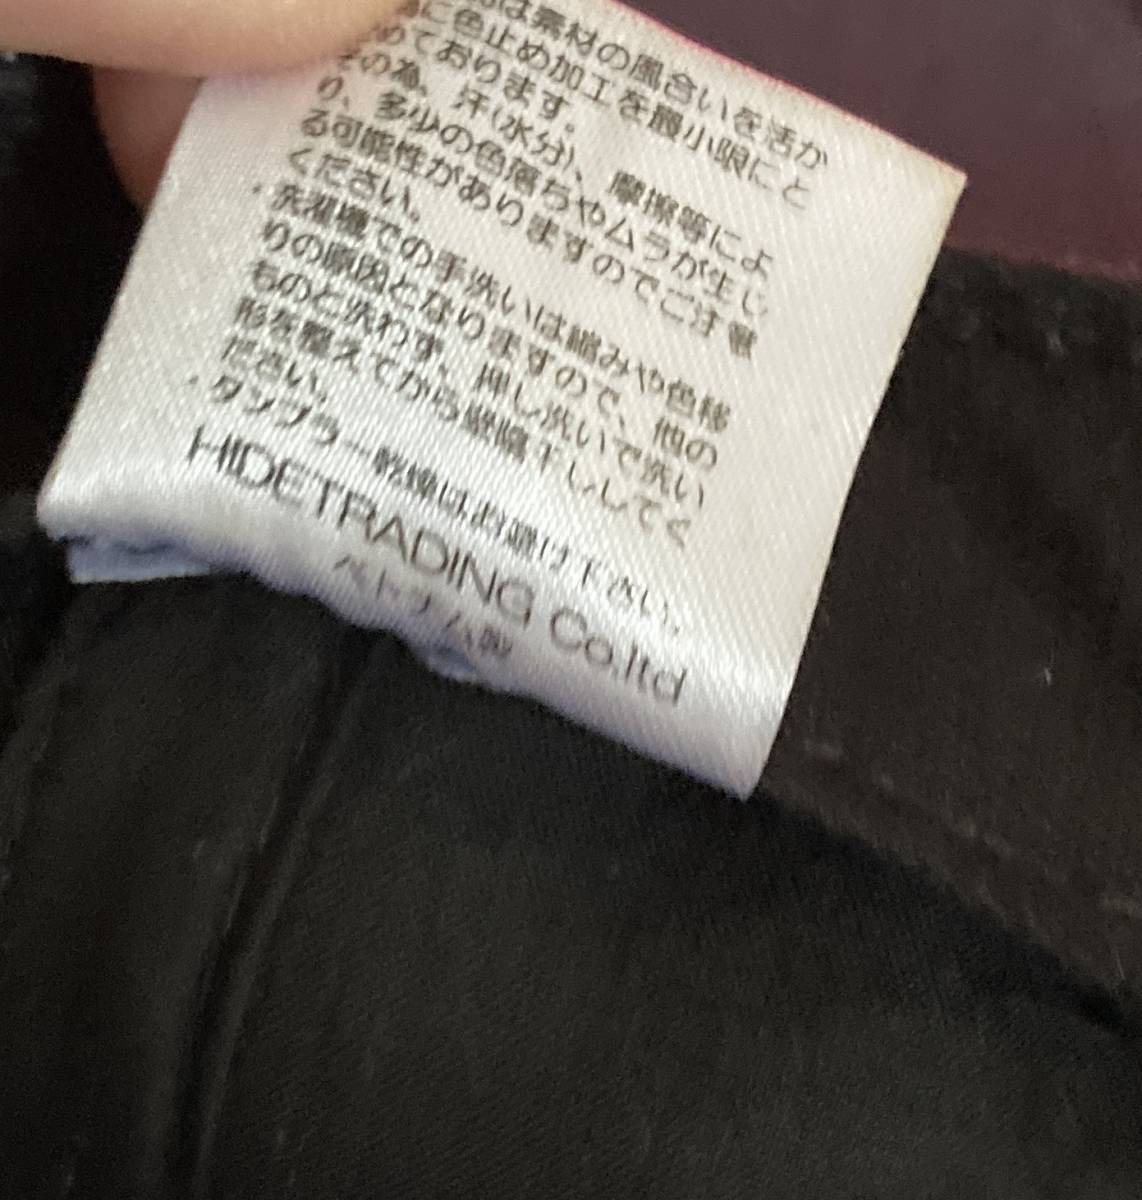 は素材の風合いを活か
に色止め加工を最小限にと
めております。
その為、汗(水分)、摩擦等によ
り、多少の色落ちやムラが生じ
る可能性がありますのでご注意
ください。
・水溜場での手洗いは縮みや色移
りの原因となりますので、他の
ものと洗わず、押し洗いで洗い
形を整えてから壁陰干ししてく
ださい。
・タンブラー乾燥はお避け下さい。
HIDETRADING Co.ltd
ベトナム製